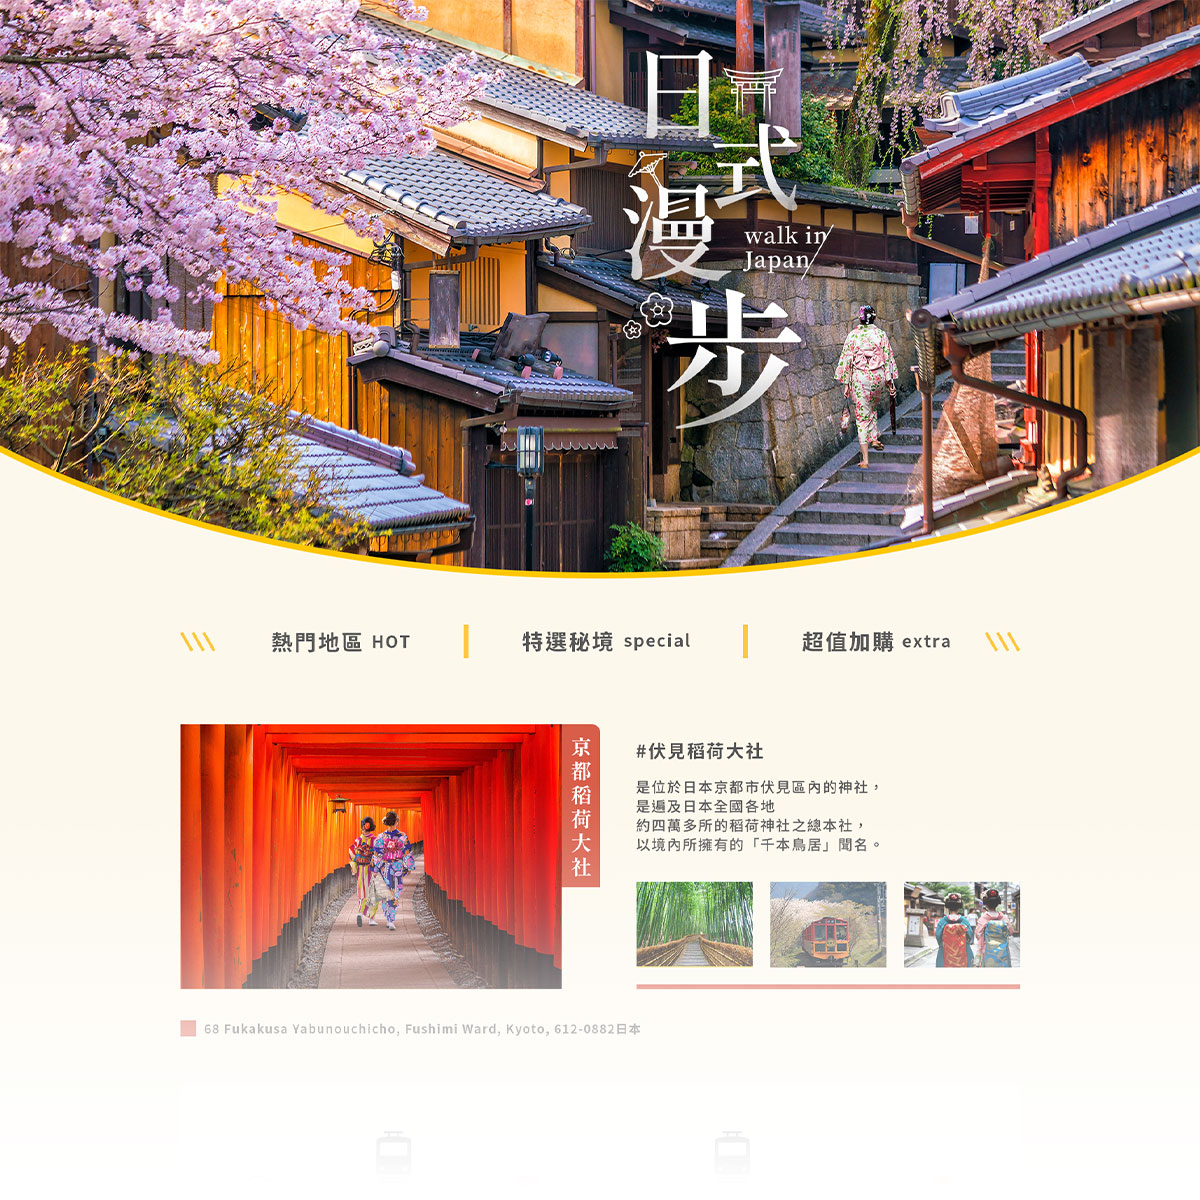 日式漫步
walk in
Japan
熱門地區 HOT
特選秘境 special
超值加購 extra
京都稻荷大社
#伏見稻荷大社
是位於日本京都市伏見區內的神社，
是遍及日本全國各地
約四萬多所的稻荷神社之總本社，
以境內所擁有的「千本鳥居」聞名。
68 Fukakusa Yabunouchicho, Fushimi Ward, Kyoto, 612-0882日本